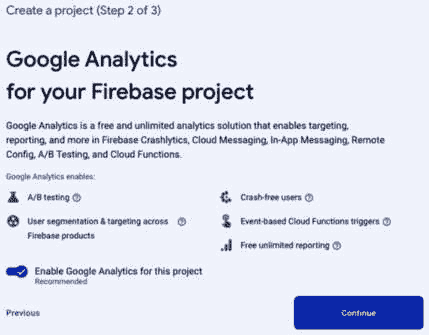 Create a project (Step 2 of 3)
Google Analytics
for your Firebase project
Google Analytics is a free and unlimited analytics solution that enables targeting,
reporting, and more in Firebase Crashlytics, Cloud Messaging, In-App Messaging, Remote
Config, A/B Testing, and Cloud Functions.
Google Analytics enables:
A/B testing
Crash-free users
User segmentation & targeting across
Firebase products
Event-based Cloud Functions triggers
Free unlimited reporting
Enable Google Analytics for this project
Recommended
Previous
Continue